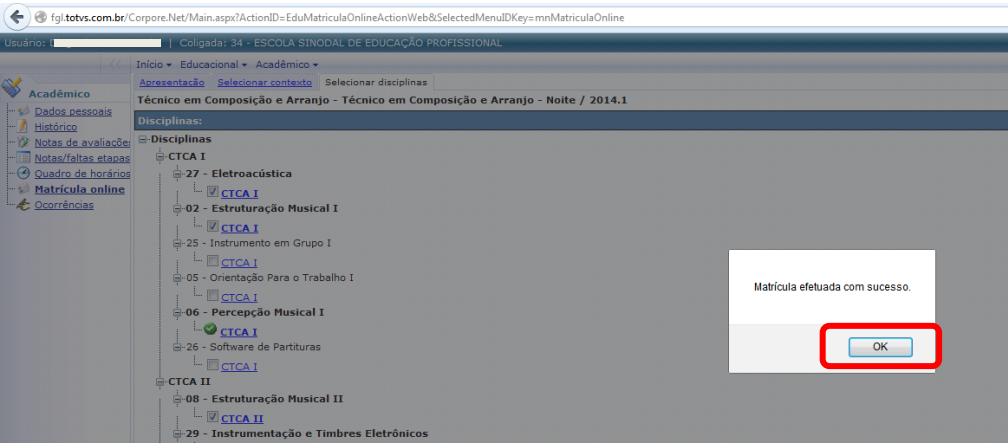 fgl.totvs.com.br/Corpore.Net/Main.aspx?ActionID=EduMatriculaOnlineActionWeb&SelectedMenuIDKey=mnMatriculaOnline
Usuário: | Coligada: 34 - ESCOLA SINODAL DE EDUCAÇÃO PROFISSIONAL
Início Educacional Acadêmico
Apresentação Selecionar contexto Selecionar disciplinas
Técnico em Composição e Arranjo - Técnico em Composição e Arranjo - Noite / 2014.1
Disciplinas:
Acadêmico
Dados pessoais
Histórico
Notas de avaliações
Notas/faltas etapas
Quadro de horários
Matrícula online
Ocorrências
Disciplinas
CTCA I
27 - Eletroacústica
CTCA I
02 - Estruturação Musical I
CTCA I
25 - Instrumento em Grupo I
CTCA I
05 - Orientação Para o Trabalho I
CTCA I
06 - Percepção Musical I
CTCA I
26 - Software de Partituras
CTCA I
CTCA II
08 - Estruturação Musical II
CTCA II
29 - Instrumentação e Timbres Eletrônicos
Matrícula efetuada com sucesso.
OK